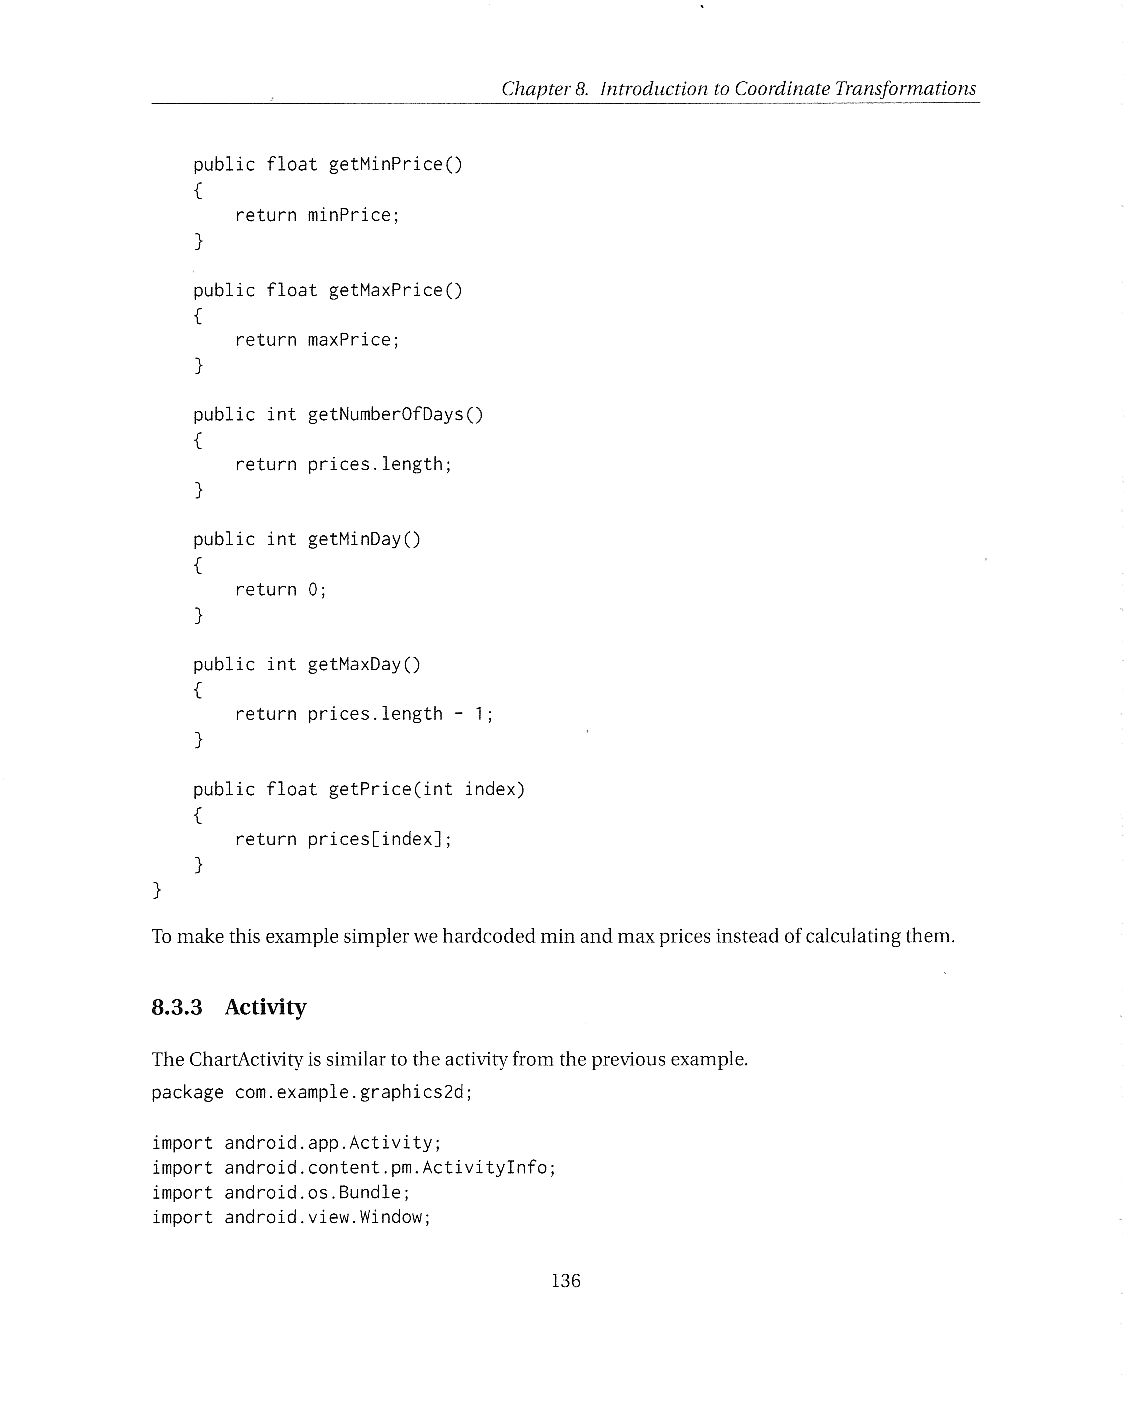 Chapter 8. Introduction to Coordinate Transformations
public float getMinPrice()
{
return minPrice;
}
public float getMaxPrice()
{
return maxPrice;
}
public int getNumberOfDays()
{
return prices.length;
}
public int getMinDay()
{
return 0;
}
public int getMaxDay()
{
return prices.length - 1;
}
public float getPrice(int index)
{
return prices[index];
}
}
To make this example simpler we hardcoded min and max prices instead of calculating them.
8.3.3 Activity
The ChartActivity is similar to the activity from the previous example.
package com.example.graphics2d;
import android.app.Activity;
import android.content.pm.ActivityInfo;
import android.os.Bundle;
import android.view.Window;
136